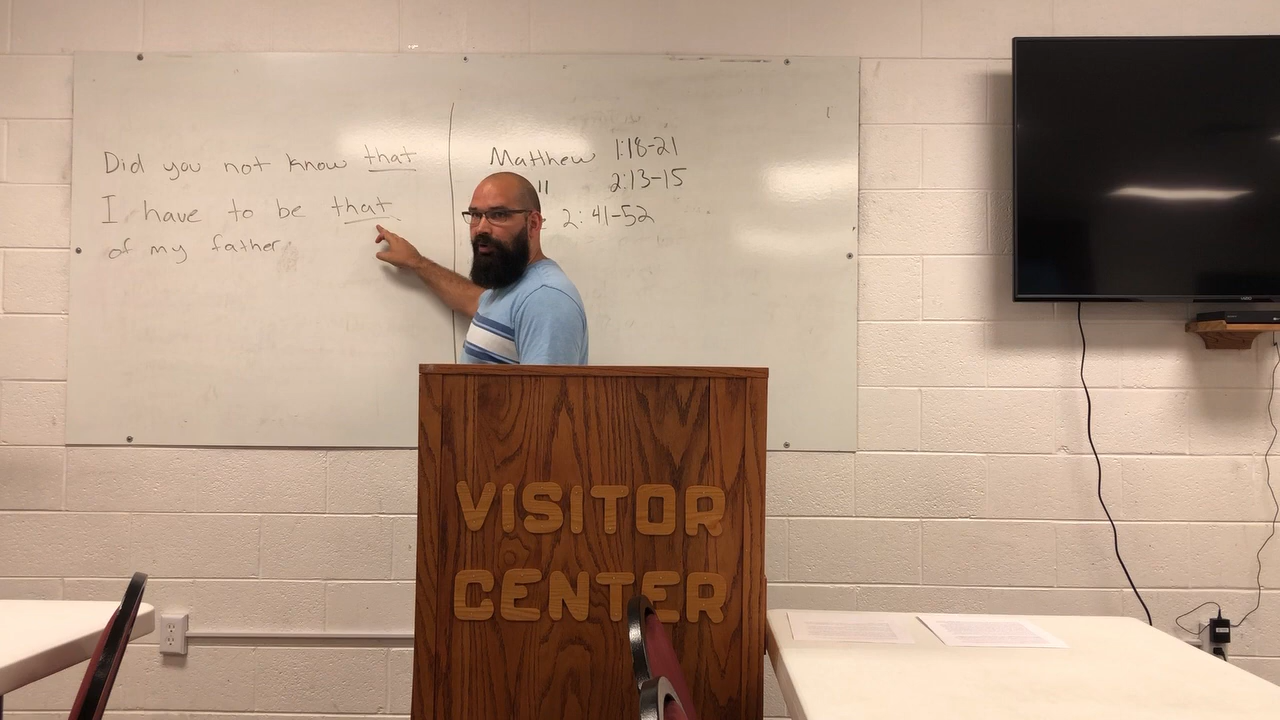 Did you not know that
I have to be that
of my father
Matthew 1:18-21
11 2:13-15
: 2:41-52
VISITOR
CENTER